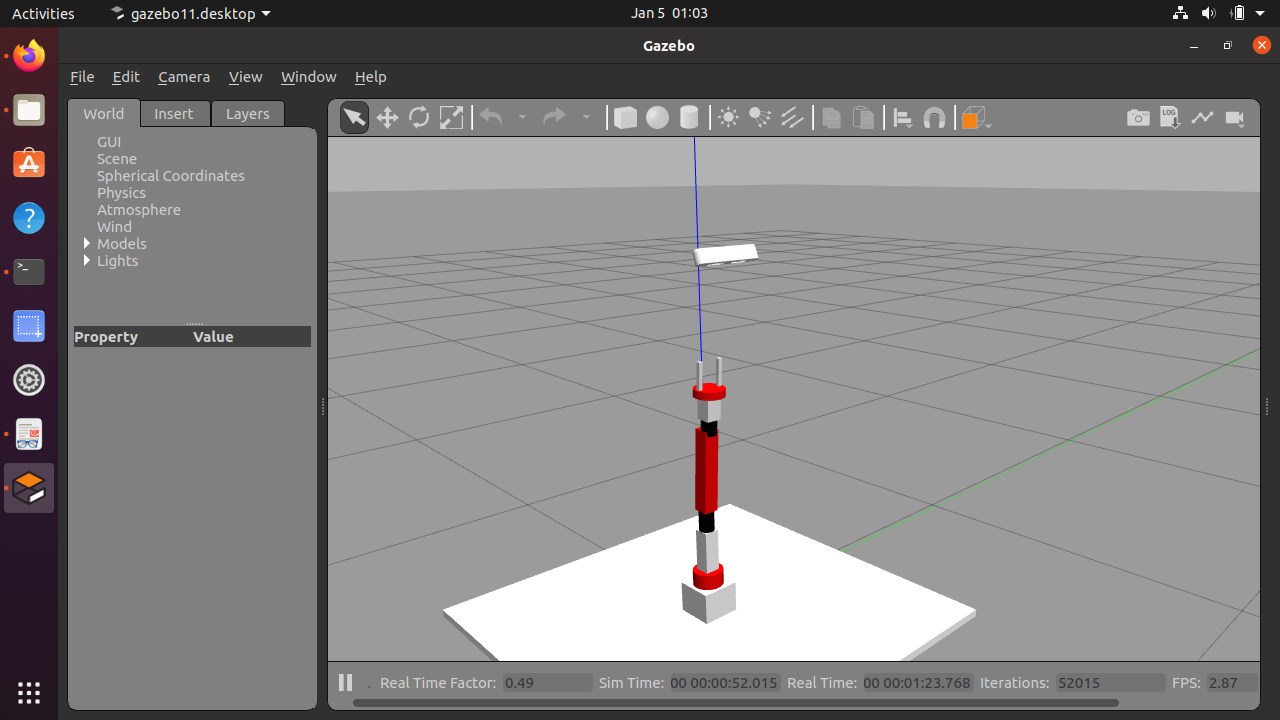 Activities gazebo11.desktop Jan 5 01:03
Gazebo
File Edit Camera View Window Help
World Insert Layers
LOG
GUI
Scene
Spherical Coordinates
Physics
Atmosphere
Wind
Models
Lights
Property Value
Real Time Factor: 0.49 Sim Time: 00 00:00:52.015 Real Time: 00 00:01:23.768 Iterations: 52015 FPS: 2.87